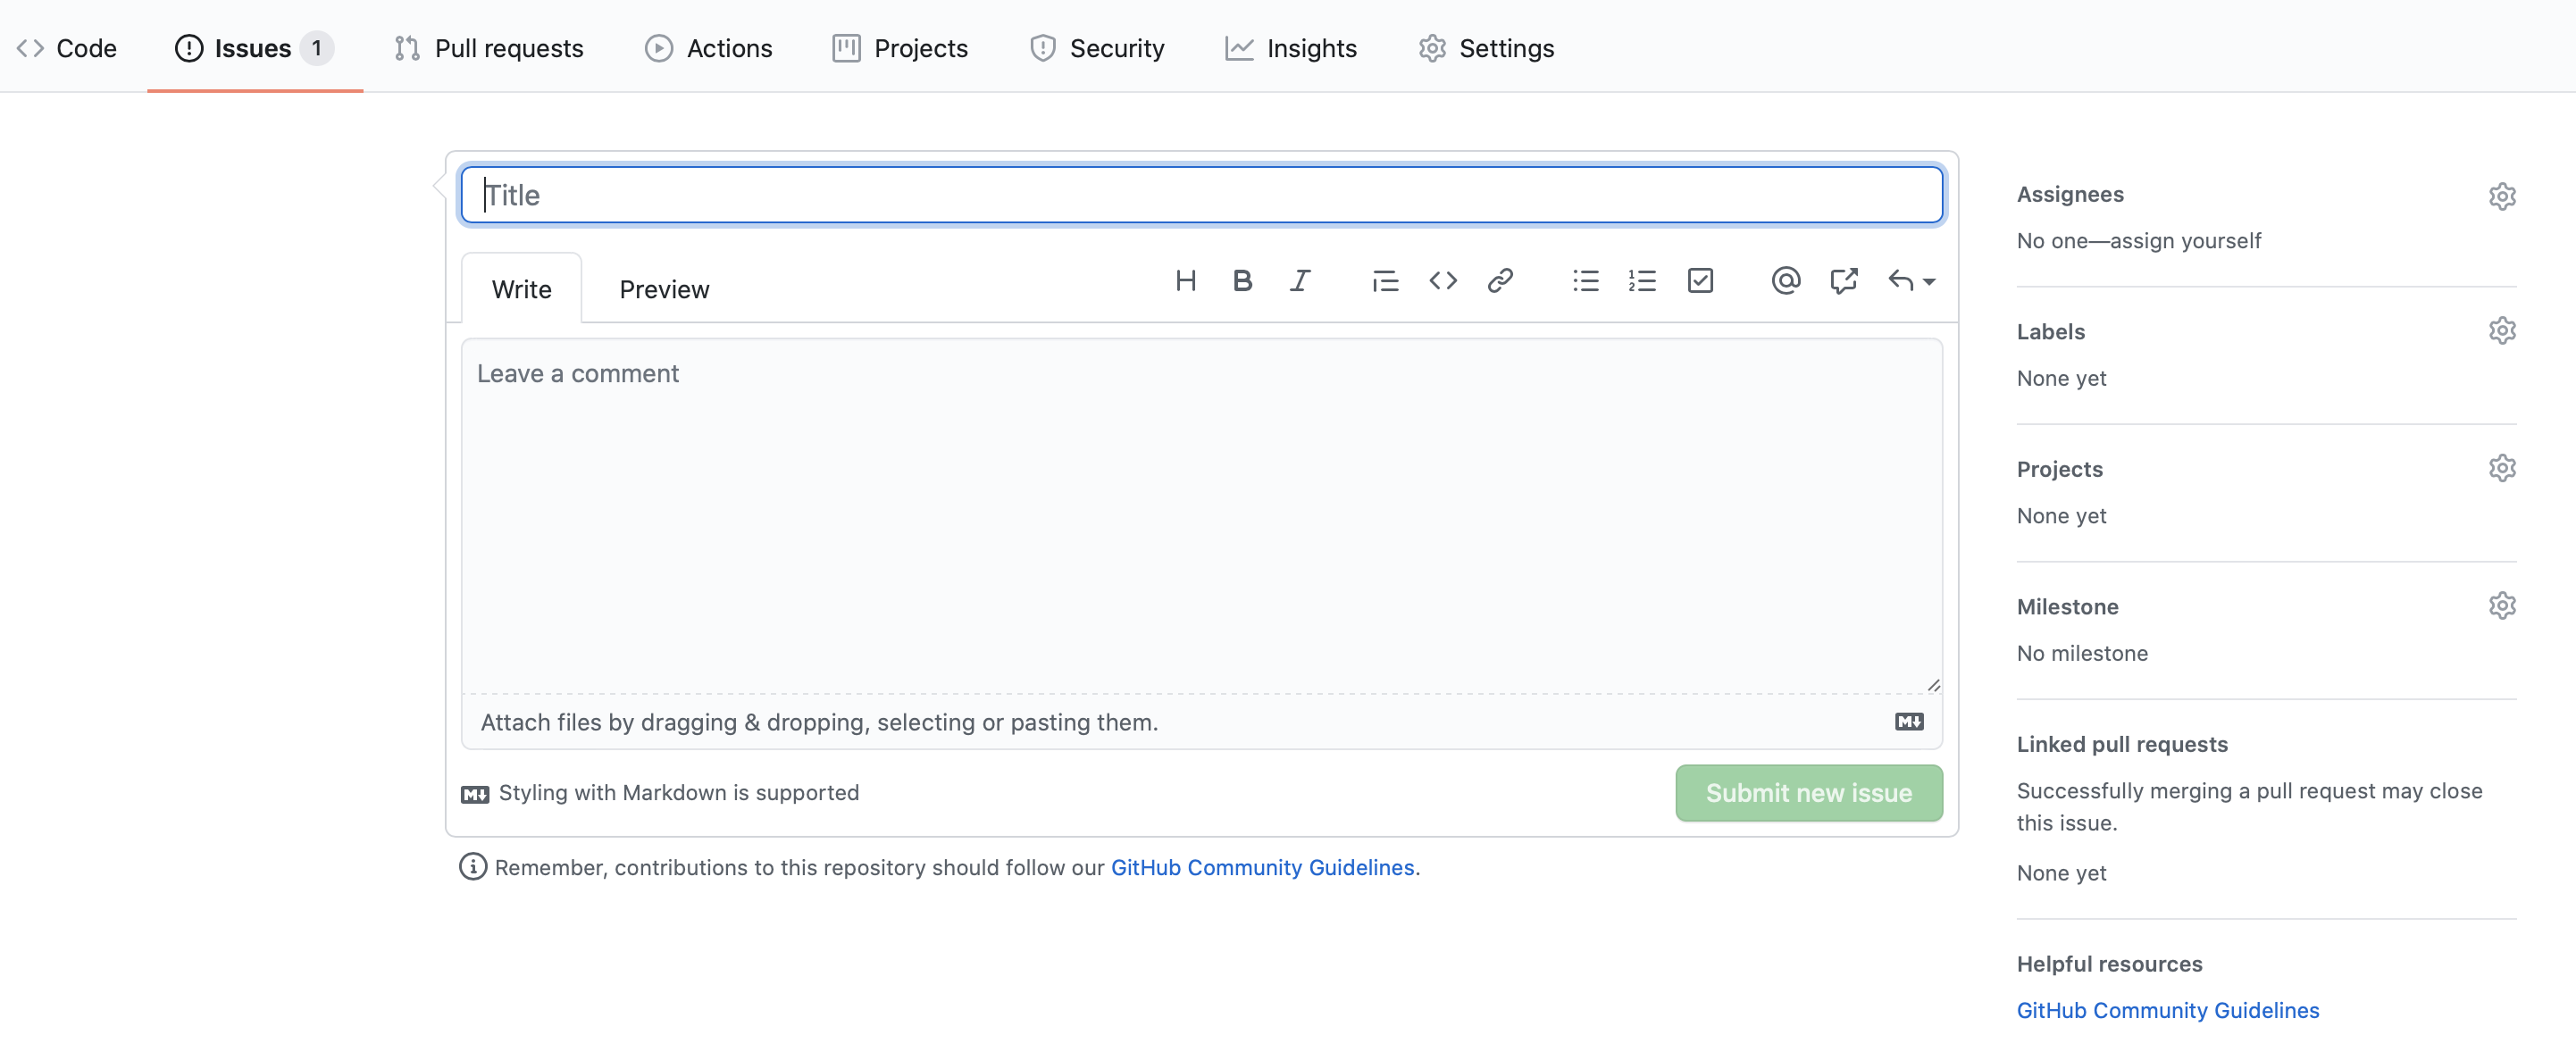 Code
Issues 1
Pull requests
Actions
Projects
Security
Insights
Settings
Title
Write
Preview
Leave a comment
Attach files by dragging & dropping, selecting or pasting them.
Styling with Markdown is supported
Submit new issue
Remember, contributions to this repository should follow our GitHub Community Guidelines.
Assignees
No one—assign yourself
Labels
None yet
Projects
None yet
Milestone
No milestone
Linked pull requests
Successfully merging a pull request may close
this issue.
None yet
Helpful resources
GitHub Community Guidelines